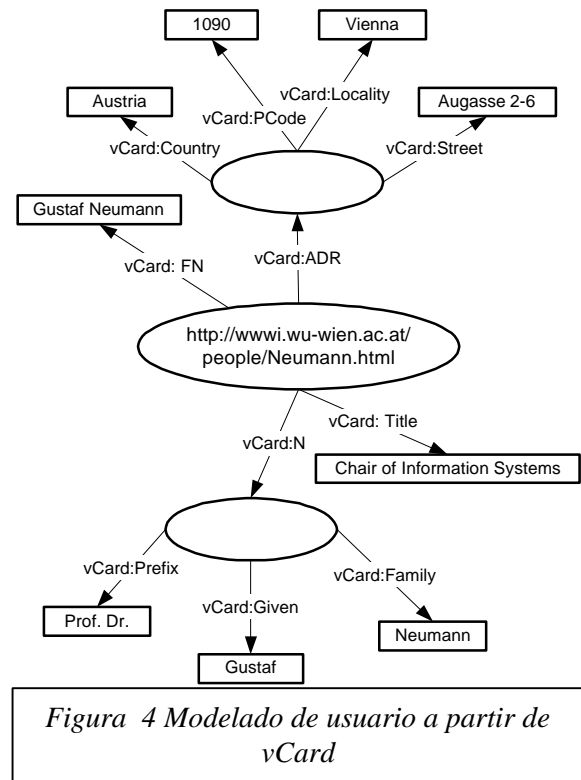 1090
Vienna
vCard:Locality
Austria
Augasse 2-6
vCard:PCode
vCard:Country
vCard:Street
Gustaf Neumann
vCard:ADR
vCard: FN
http://wwwi.wu-wien.ac.at/
people/Neumann.html
vCard: Title
vCard:N
Chair of Information Systems
vCard:Prefix
vCard:Family
vCard:Given
Prof. Dr.
Neumann
Gustaf
Figura 4 Modelado de usuario a partir de
vCard